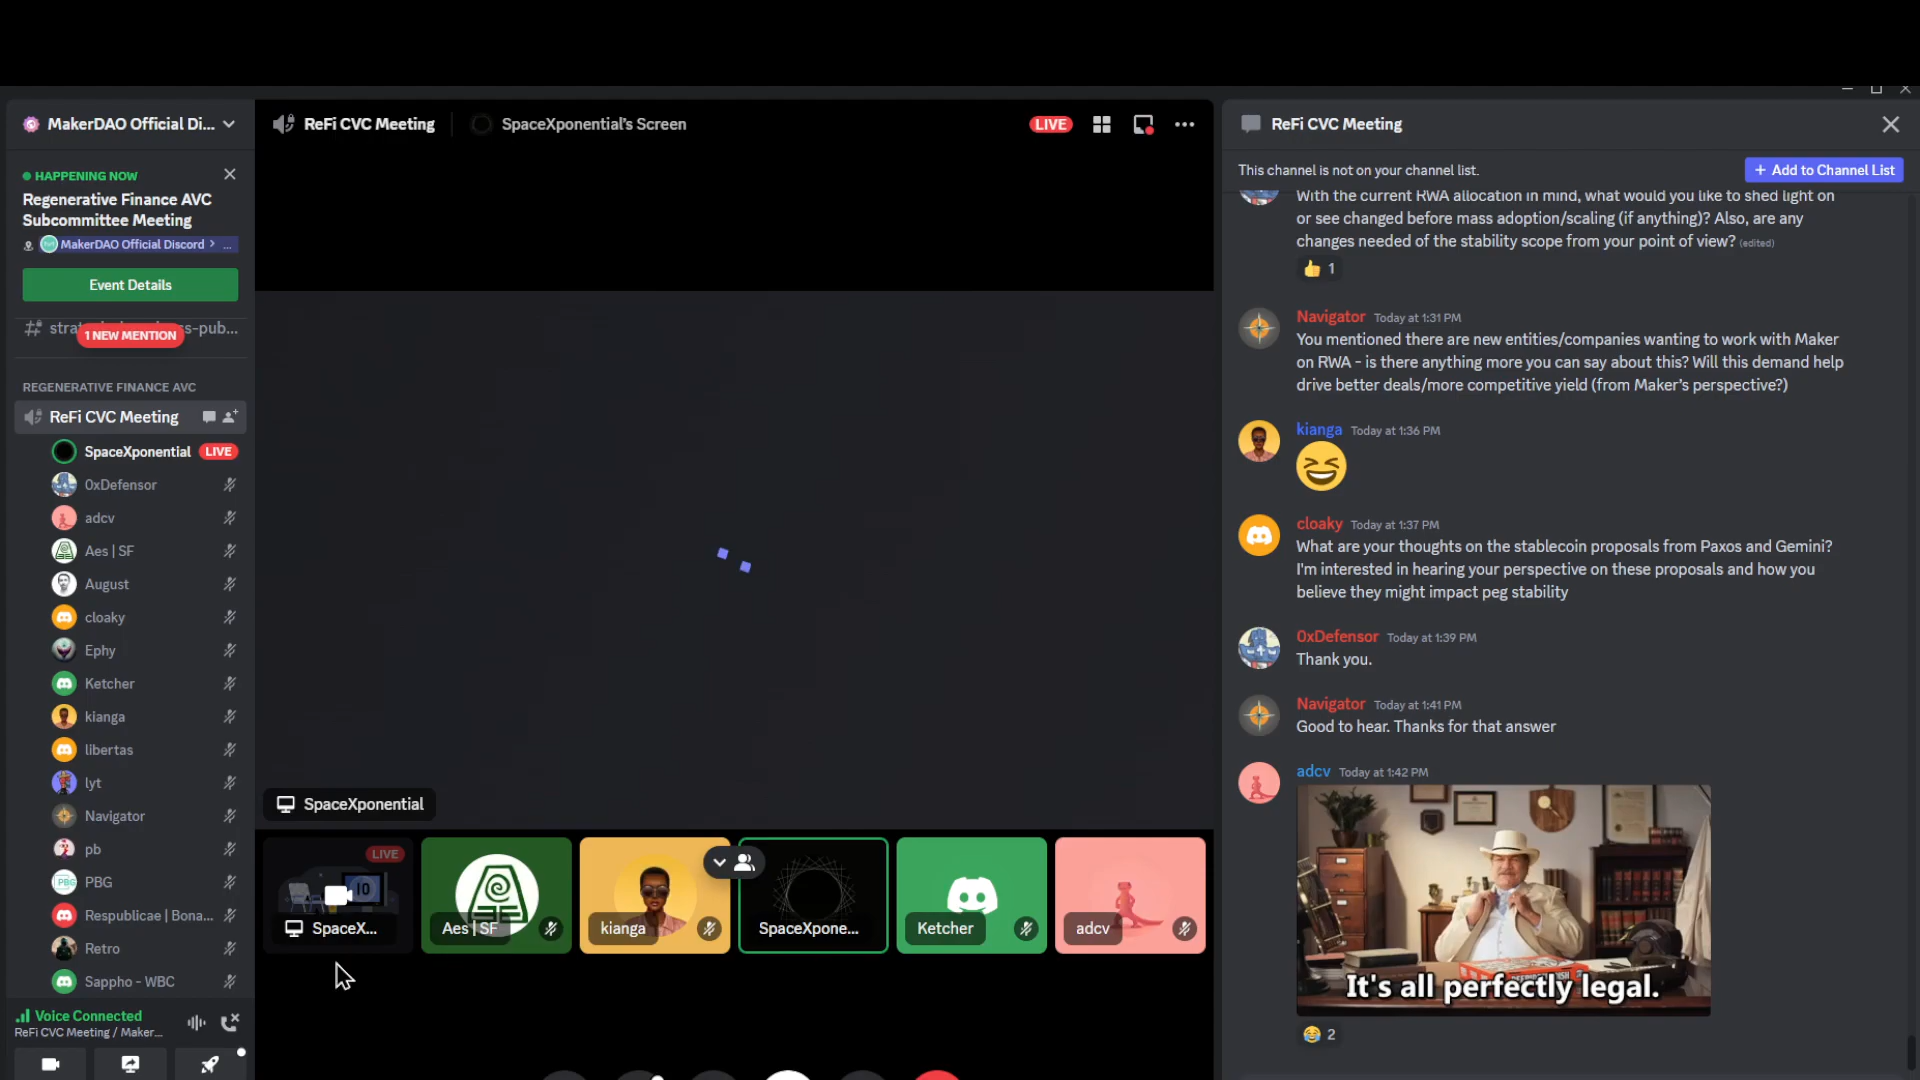 MakerDAO Official Di...
HAPPENING NOW
Regenerative Finance AVC
Subcommittee Meeting
MakerDAO Official Discord > ...
Event Details
1 NEW MENTION
s-pub...
REGENERATIVE FINANCE AVC
ReFi CVC Meeting
SpaceXponential LIVE
0xDefensor
adcv
Aes | SF
August
cloaky
Ephy
Ketcher
kianga
libertas
lyt
Navigator
pb
PBG PBG
Respublicae | Bona...
Retro
Sappho - WBC
Voice Connected
ReFi CVC Meeting / Maker...
ReFi CVC Meeting
SpaceXponential's Screen
LIVE
SpaceXponential
LIVE
10
SpaceX...
Aes | SF
kianga
SpaceXpone...
Ketcher
adcv
ReFi CVC Meeting
This channel is not on your channel list.
+ Add to Channel List
With the current RWA allocation in mind, what would you like to shed light on
or see changed before mass adoption/scaling (if anything)? Also, are any
changes needed of the stability scope from your point of view? (edited)
👍 1
Navigator Today at 1:31 PM
You mentioned there are new entities/companies wanting to work with Maker
on RWA - is there anything more you can say about this? Will this demand help
drive better deals/more competitive yield (from Maker's perspective?)
kianga Today at 1:36 PM
😆
cloaky Today at 1:37 PM
What are your thoughts on the stablecoin proposals from Paxos and Gemini?
I'm interested in hearing your perspective on these proposals and how you
believe they might impact peg stability
0xDefensor Today at 1:39 PM
Thank you.
Navigator Today at 1:41 PM
Good to hear. Thanks for that answer
adcv Today at 1:42 PM
It's all perfectly legal.
😂 2